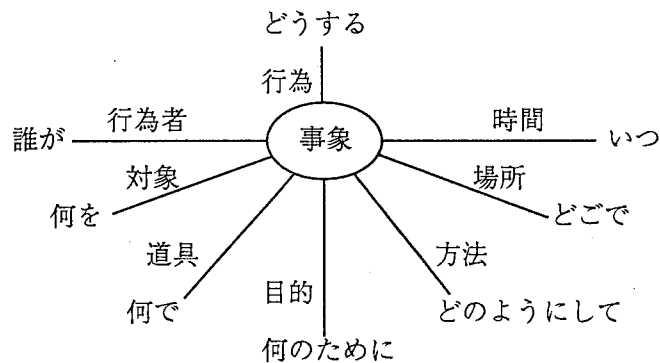 どうする
行為
誰が 行為者 事象 時間 いつ
対象 場所
何を どごで
道具 方法
何で 目的 どのようにして
何のために